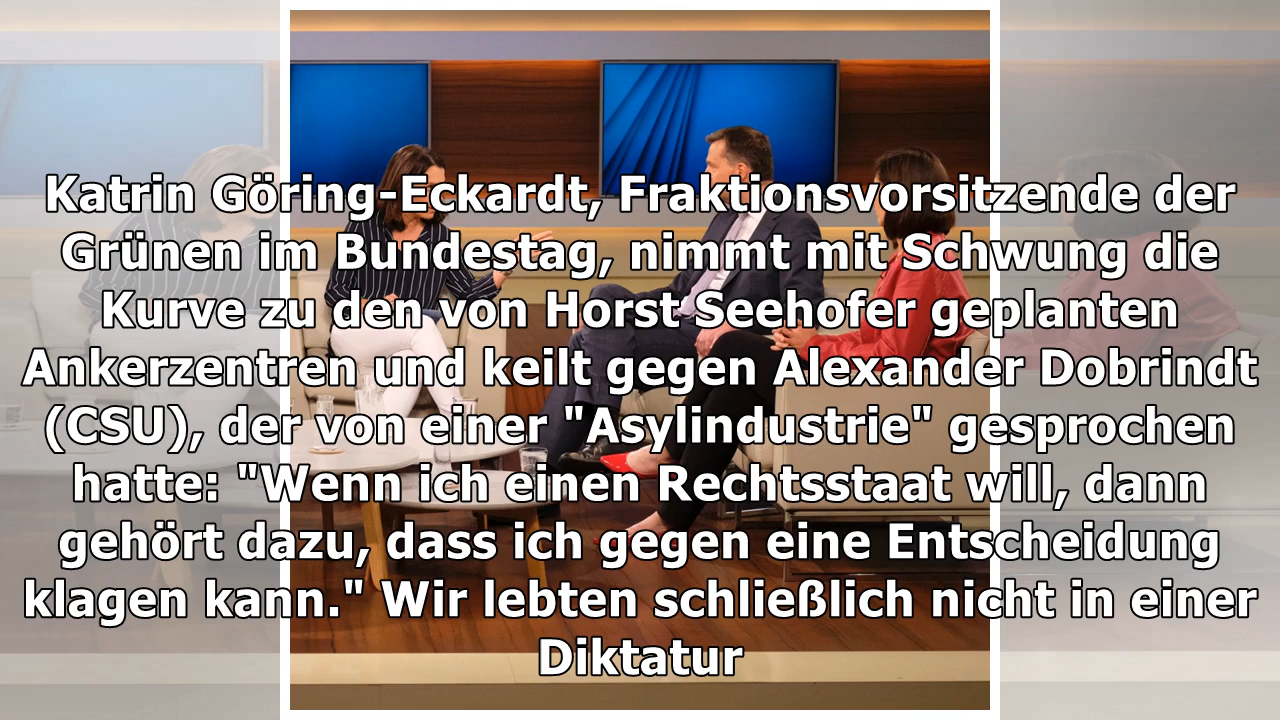 Katrin Göring-Eckardt, Fraktionsvorsitzende der
Grünen im Bundestag, nimmt mit Schwung die
Kurve zu den von Horst Seehofer geplanten
Ankerzentren und keilt gegen Alexander Dobrindt
(CSU), der von einer "Asylindustrie" gesprochen
hatte: "Wenn ich einen Rechtsstaat will, dann
gehört dazu, dass ich gegen eine Entscheidung
klagen kann." Wir lebten schließlich nicht in einer
Diktatur